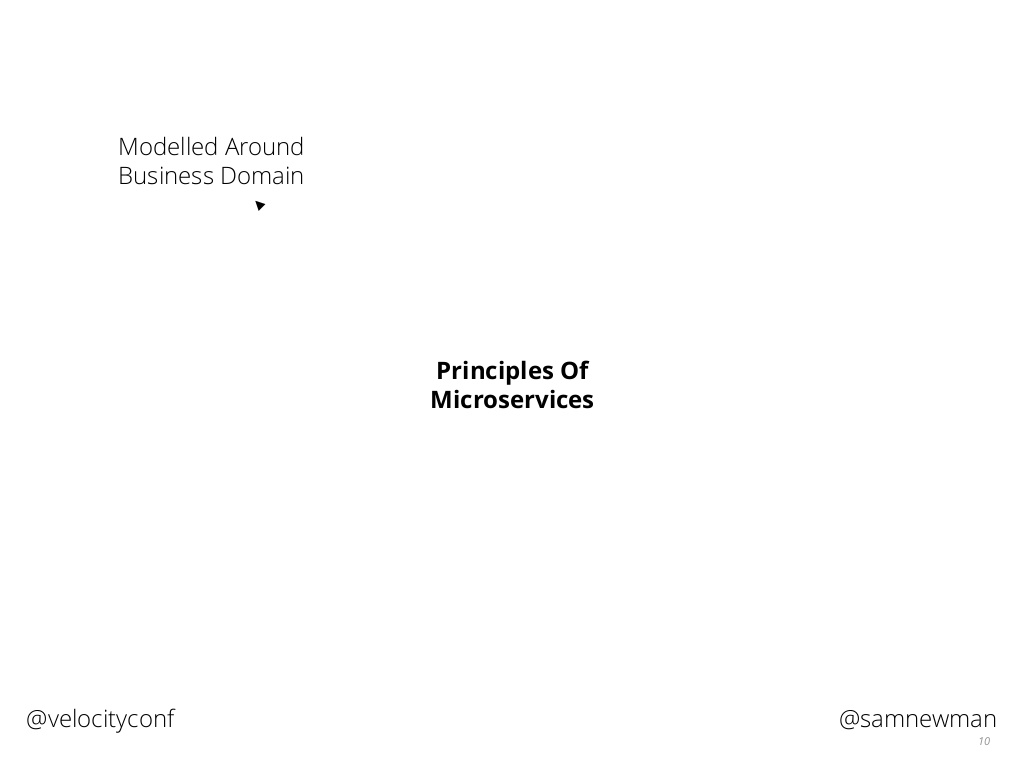 Modelled Around
Business Domain
Principles Of
Microservices
@velocityconf
@samnewman
10